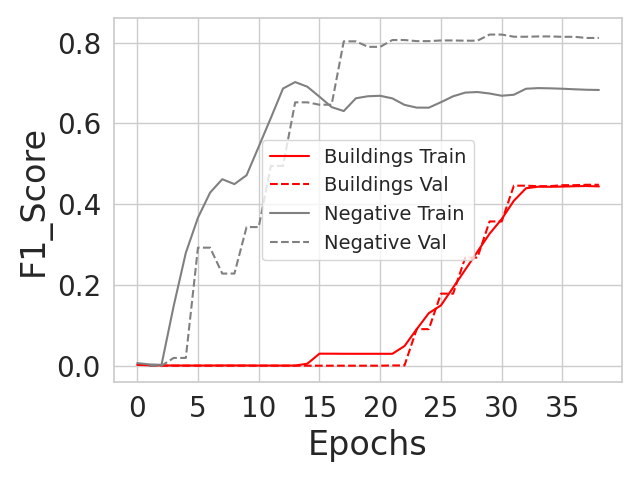 F1_Score
0.8
0.6
0.4
0.2
0.0
Buildings Train
Buildings Val
Negative Train
Negative Val
0 5 10 15 20 25 30 35
Epochs